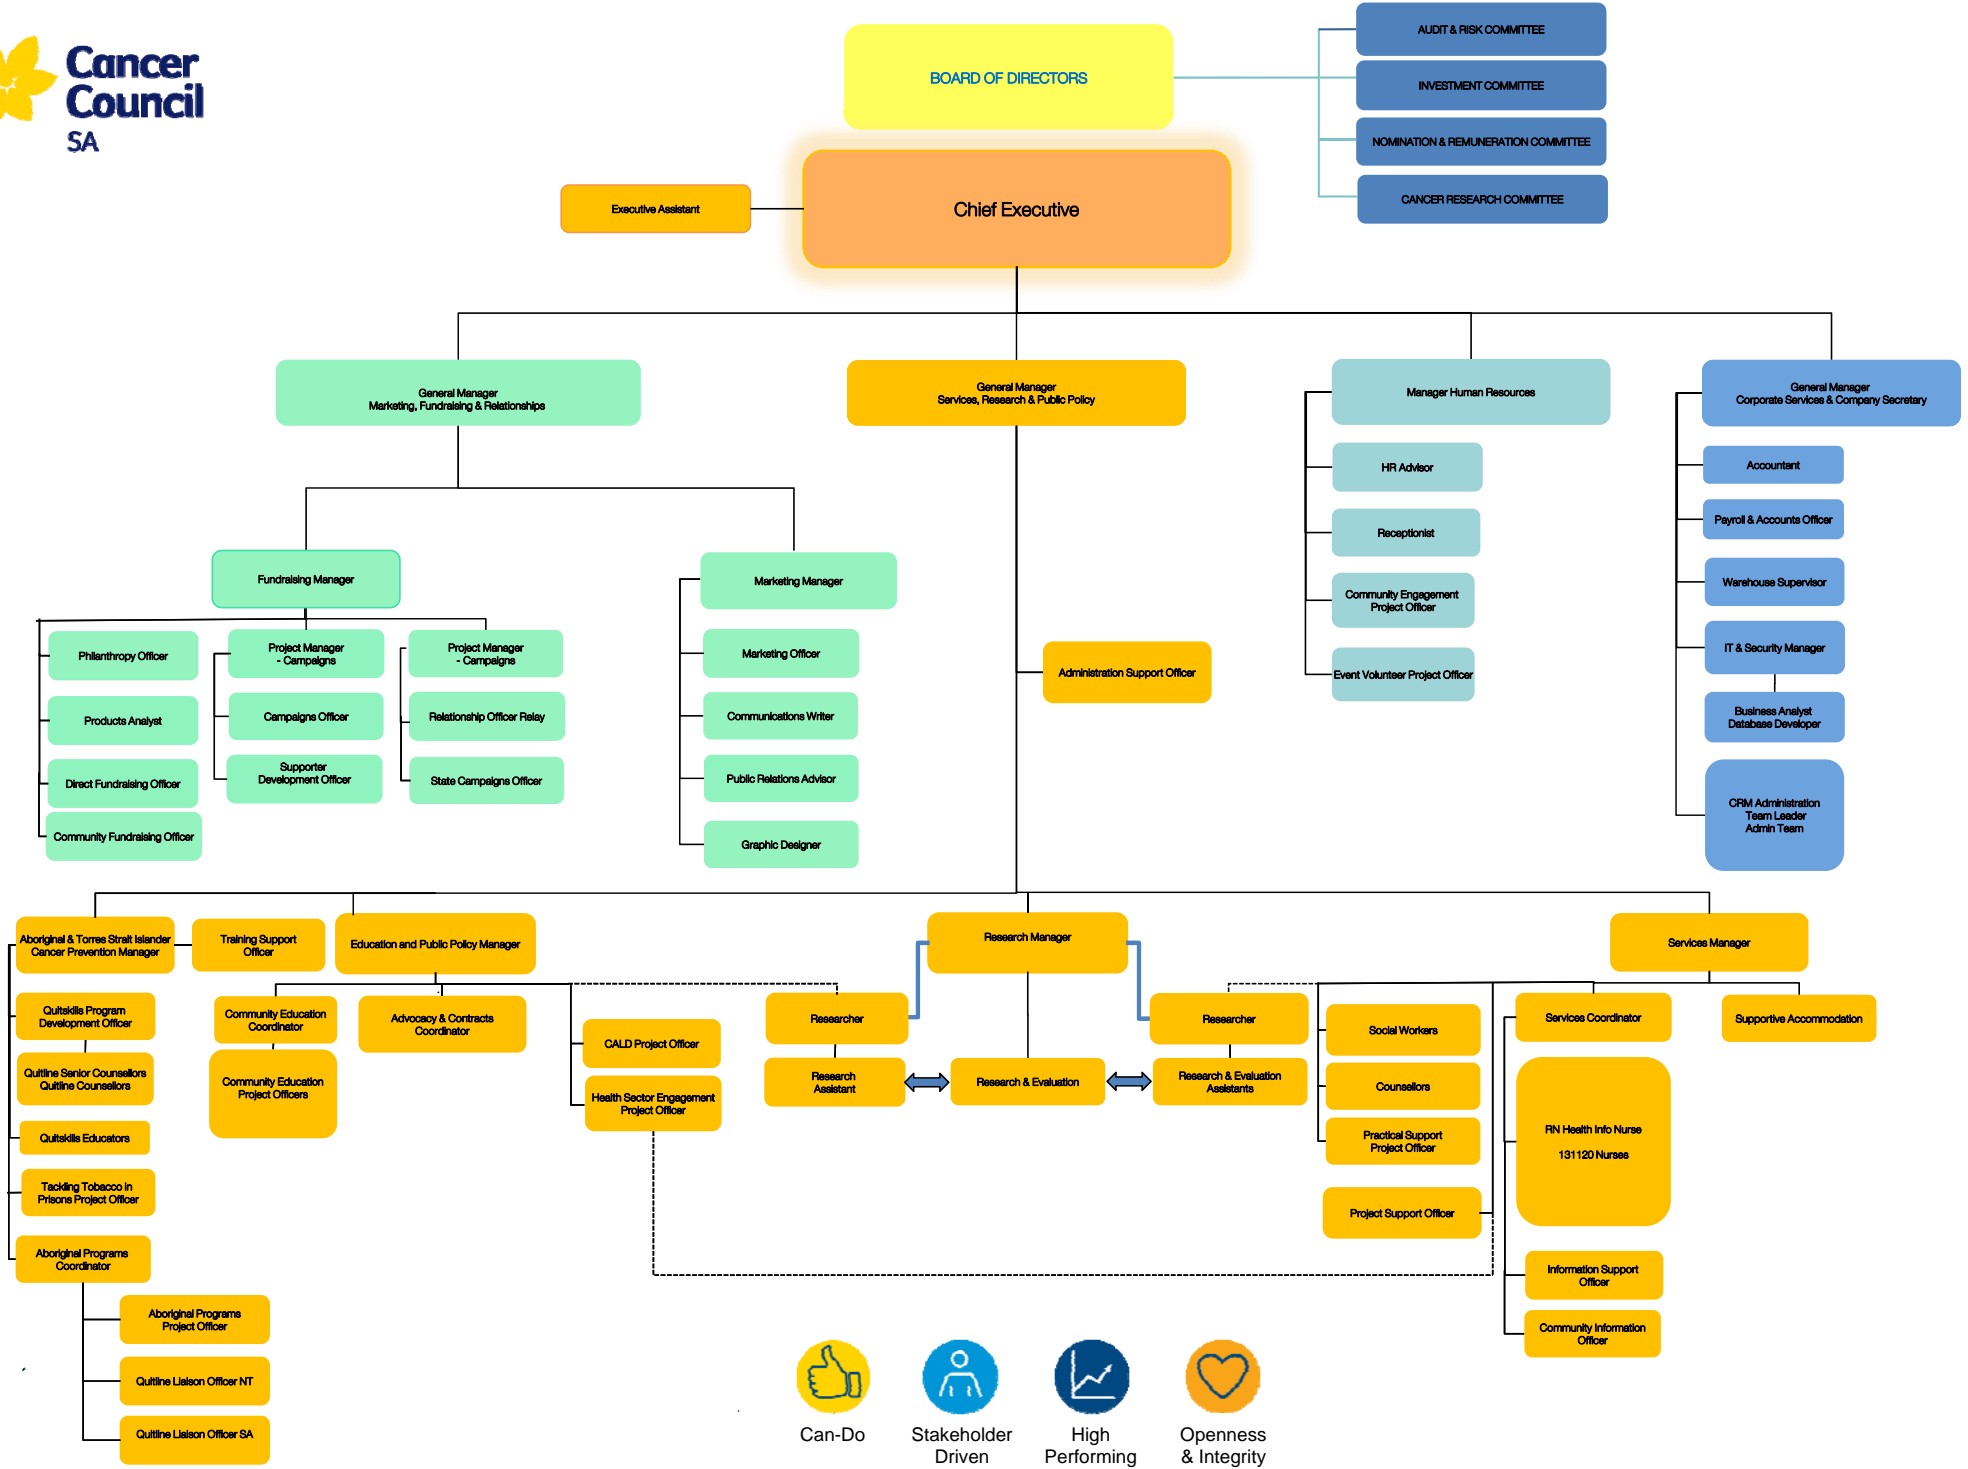 Cancer
Council
SA
BOARD OF DIRECTORS
AUDIT & RISK COMMITTEE
INVESTMENT COMMITTEE
NOMINATION & REMUNERATION COMMITTEE
CANCER RESEARCH COMMITTEE
Executive Assistant
Chief Executive
General Manager
Marketing, Fundraising & Relationships
General Manager
Services, Research & Public Policy
Manager Human Resources
General Manager
Corporate Services & Company Secretary
HR Advisor
Receptionist
Community Engagement
Project Officer
Event Volunteer Project Officer
Accountant
Payroll & Accounts Officer
Warehouse Supervisor
IT & Security Manager
Business Analyst
Database Developer
CRM Administration
Team Leader
Admin Team
Fundraising Manager
Philanthropy Officer
Products Analyst
Direct Fundraising Officer
Community Fundraising Officer
Project Manager
- Campaigns
Campaigns Officer
Supporter
Development Officer
Project Manager
- Campaigns
Relationship Officer Relay
State Campaigns Officer
Marketing Manager
Marketing Officer
Communications Writer
Public Relations Advisor
Graphic Designer
Administration Support Officer
Aboriginal & Torres Strait Islander
Cancer Prevention Manager
Training Support
Officer
Quitskills Program
Development Officer
Quitline Senior Counsellors
Quitline Counsellors
Quitskills Educators
Tackling Tobacco in
Prisons Project Officer
Aboriginal Programs
Coordinator
Aboriginal Programs
Project Officer
Quitline Liaison Officer NT
Quitline Liaison Officer SA
Education and Public Policy Manager
Community Education
Coordinator
Community Education
Project Officers
Advocacy & Contracts
Coordinator
CALD Project Officer
Health Sector Engagement
Project Officer
Research Manager
Researcher
Research
Assistant
Research & Evaluation
Researcher
Research & Evaluation
Assistants
Services Manager
Social Workers
Counsellors
Practical Support
Project Officer
Project Support Officer
Services Coordinator
RN Health Info Nurse
131120 Nurses
Information Support
Officer
Community Information
Officer
Supportive Accommodation
Can-Do
Stakeholder
Driven
High
Performing
Openness
& Integrity